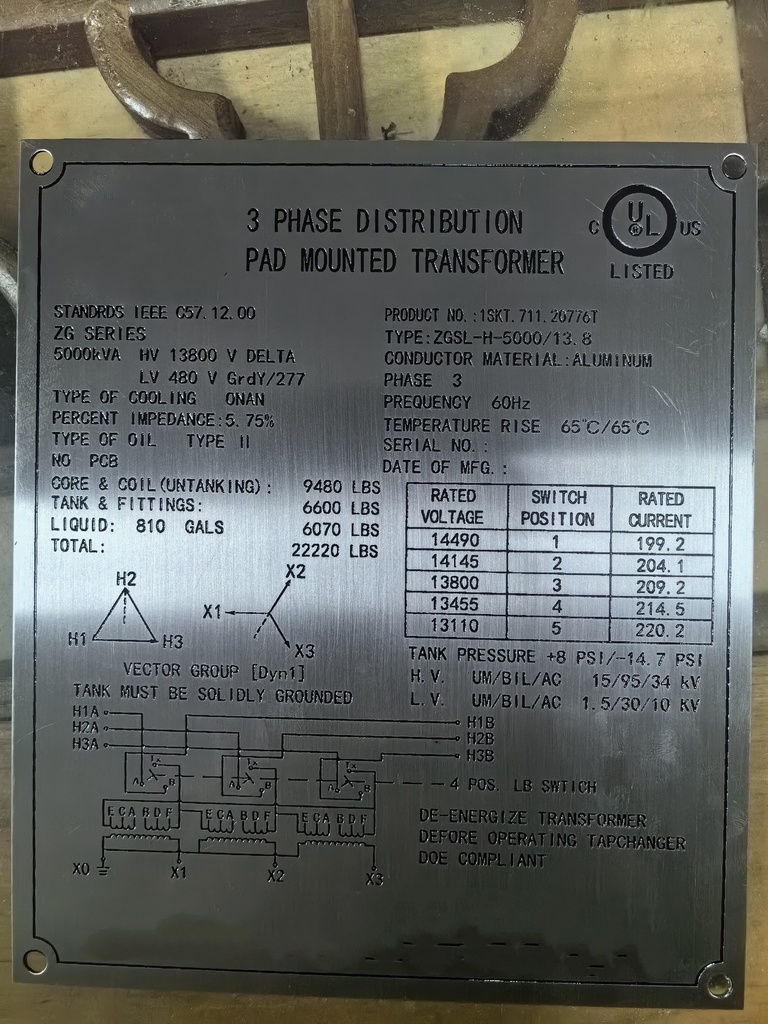 3 PHASE DISTRIBUTION
PAD MOUNTED TRANSFORMER
C UL ® US
LISTED
STANDRDS IEEE C57.12.00
ZG SERIES
5000kVA HV 13800 V DELTA
LV 480 V GrdY/277
TYPE OF COOLING ONAN
PERCENT IMPEDANCE:5.75%
TYPE OF OIL TYPE II
NO PCB
CORE & COIL(UNTANKING): 9480 LBS
TANK & FITTINGS: 6600 LBS
LIQUID: 810 GALS 6070 LBS
TOTAL: 22220 LBS
PRODUCT NO.:1SKT.711.20776T
TYPE:ZGSL-H-5000/13.8
CONDUCTOR MATERIAL:ALUMINUM
PHASE 3
PREQUENCY 60Hz
TEMPERATURE RISE 65℃/65℃
SERIAL NO.:
DATE OF MFG.:
RATED VOLTAGE SWITCH POSITION RATED CURRENT
14490 1 199.2
14145 2 204.1
13800 3 209.2
13455 4 214.5
13110 5 220.2
H2
H1 H3
X2
X1
X3
VECTOR GROUP [Dyn1]
TANK MUST BE SOLIDLY GROUNDED
TANK PRESSURE +8 PSI/-14.7 PSI
H.V. UM/BIL/AC 15/95/34 kV
L.V. UM/BIL/AC 1.5/30/10 KV
H1A H1B
H2A H2B
H3A H3B
A B A B A B
4 POS. LB SWTICH
E C A B D F E C A B D F E C A B D F
X0 X1 X2 X3
DE-ENERGIZE TRANSFORMER
DEFORE OPERATING TAPCHANGER
DOE COMPLIANT